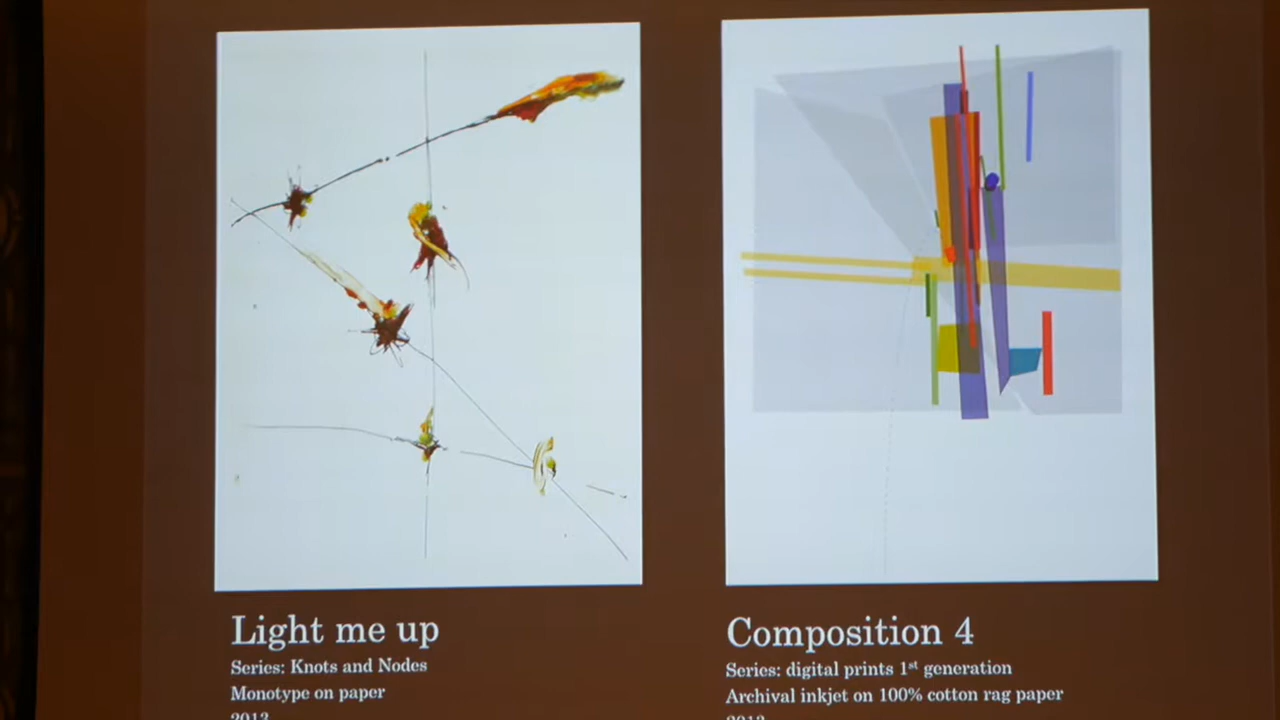 Light me up
Series: Knots and Nodes
Monotype on paper
Composition 4
Series: digital prints 1st generation
Archival inkjet on 100% cotton rag paper